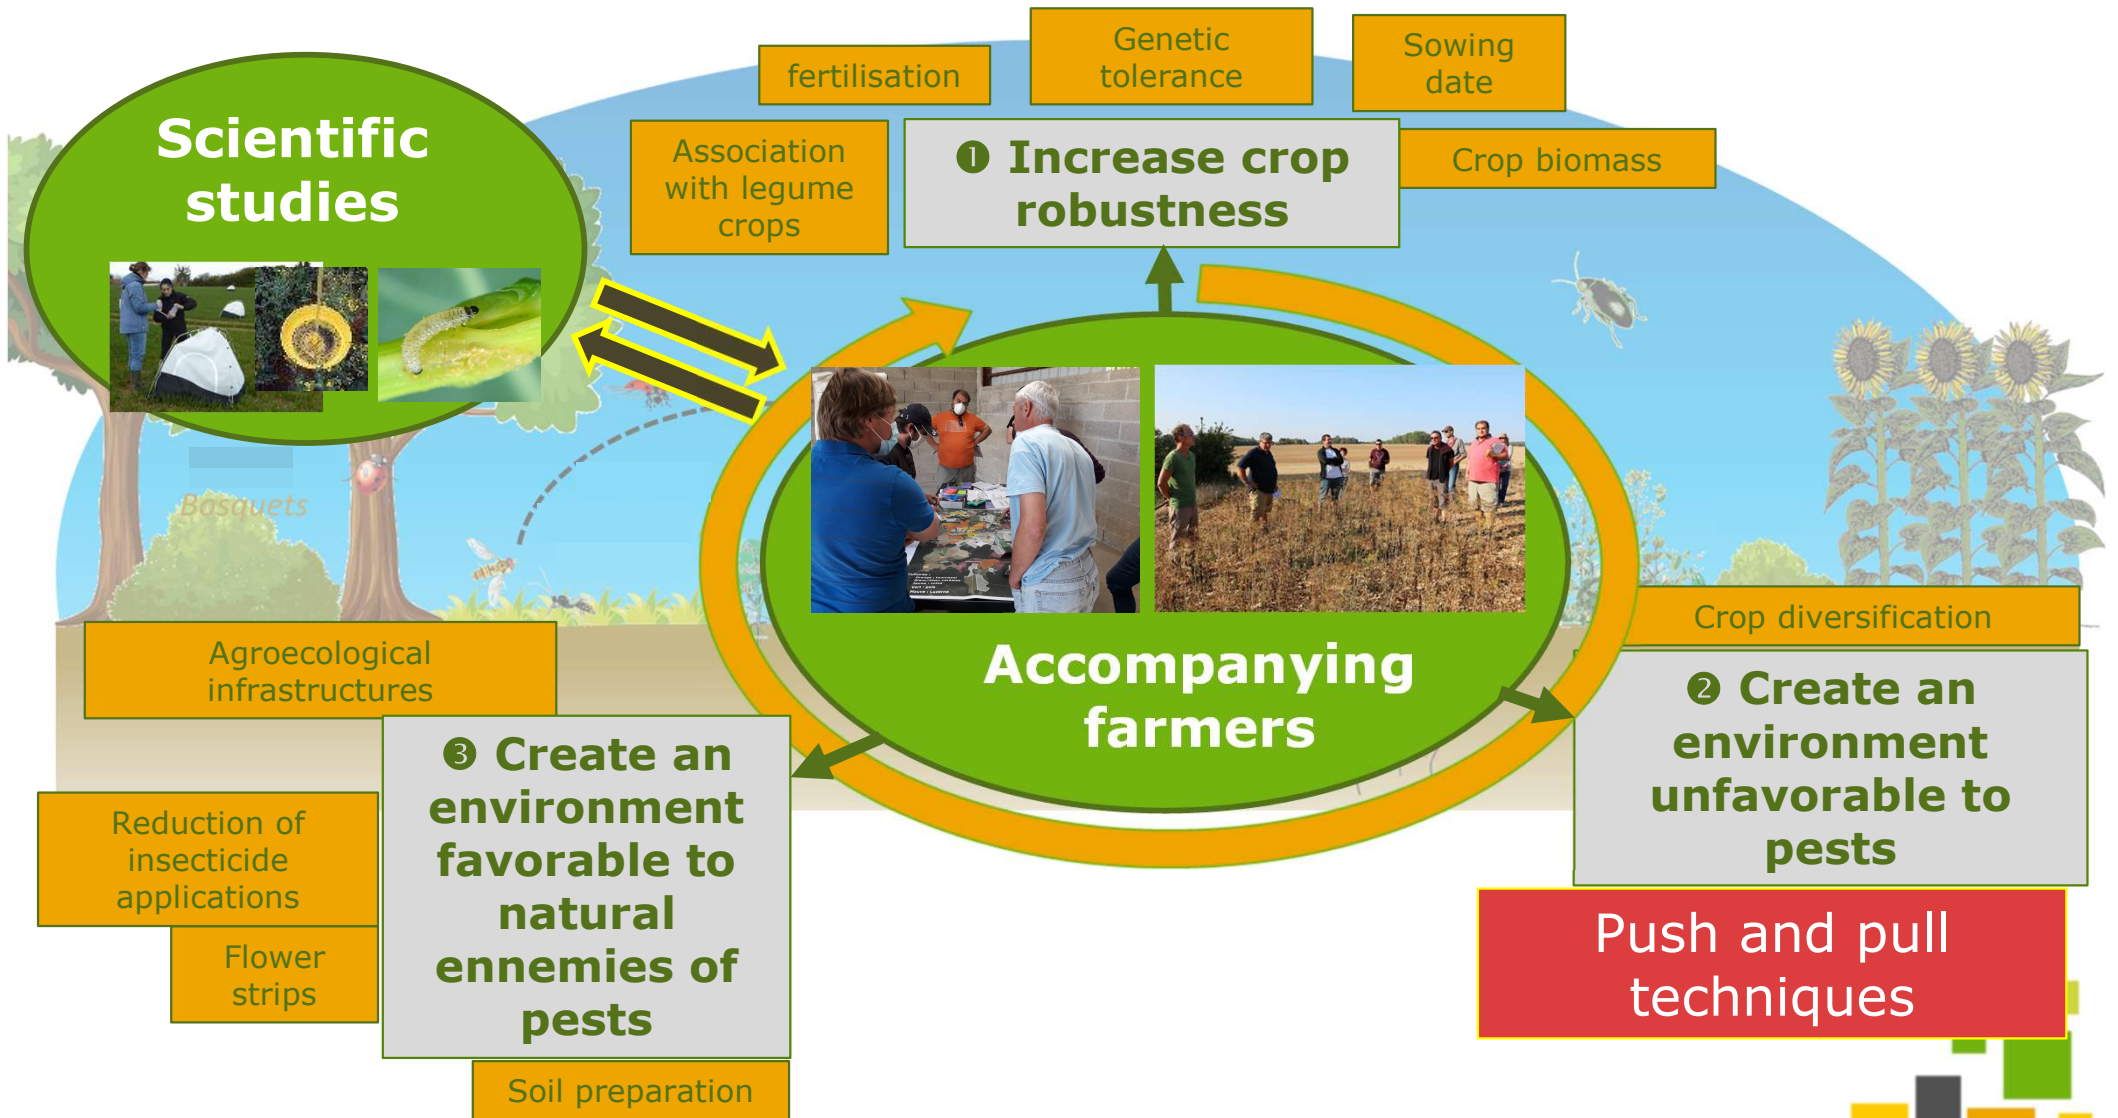 Scientific
studies
fertilisation
Genetic
tolerance
Sowing
date
Association
with legume
crops
❶ Increase crop
robustness
Crop biomass
Bosquets
Accompanying
farmers
Crop diversification
❷ Create an
environment
unfavorable to
pests
Push and pull
techniques
Agroecological
infrastructures
❸ Create an
environment
favorable to
natural
ennemies of
pests
Reduction of
insecticide
applications
Flower
strips
Soil preparation